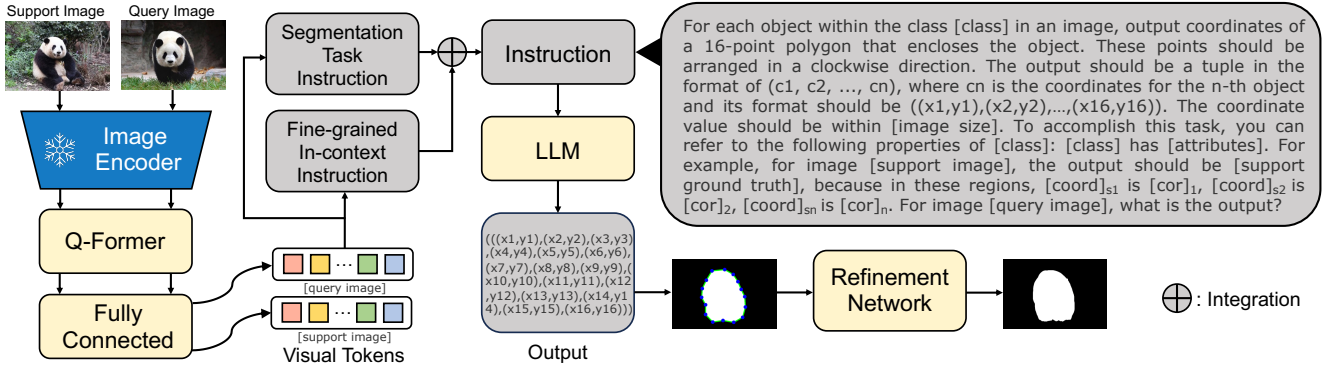 Support Image
Query Image
Image
Encoder
Q-Former
Fully
Connected
Segmentation
Task
Instruction
Fine-grained
In-context
Instruction
[query image]
[support image]
Visual Tokens
Instruction
LLM
(((x1,y1),(x2,y2),(x3,y3)
,(x4,y4),(x5,y5),(x6,y6),
(x7,y7),(x8,y8),(x9,y9),(
x10,y10),(x11,y11),(x12
,y12),(x13,y13),(x14,y1
4),(x15,y15),(x16,y16)))
Output
For each object within the class [class] in an image, output coordinates of
a 16-point polygon that encloses the object. These points should be
arranged in a clockwise direction. The output should be a tuple in the
format of (c1, c2, ..., cn), where cn is the coordinates for the n-th object
and its format should be ((x1,y1),(x2,y2),...,(x16,y16)). The coordinate
value should be within [image size]. To accomplish this task, you can
refer to the following properties of [class]: [class] has [attributes]. For
example, for image [support image], the output should be [support
ground truth], because in these regions, [coord]s1 is [cor]1, [coord]s2 is
[cor]2, [coord]sn is [cor]n. For image [query image], what is the output?
Refinement
Network
: Integration